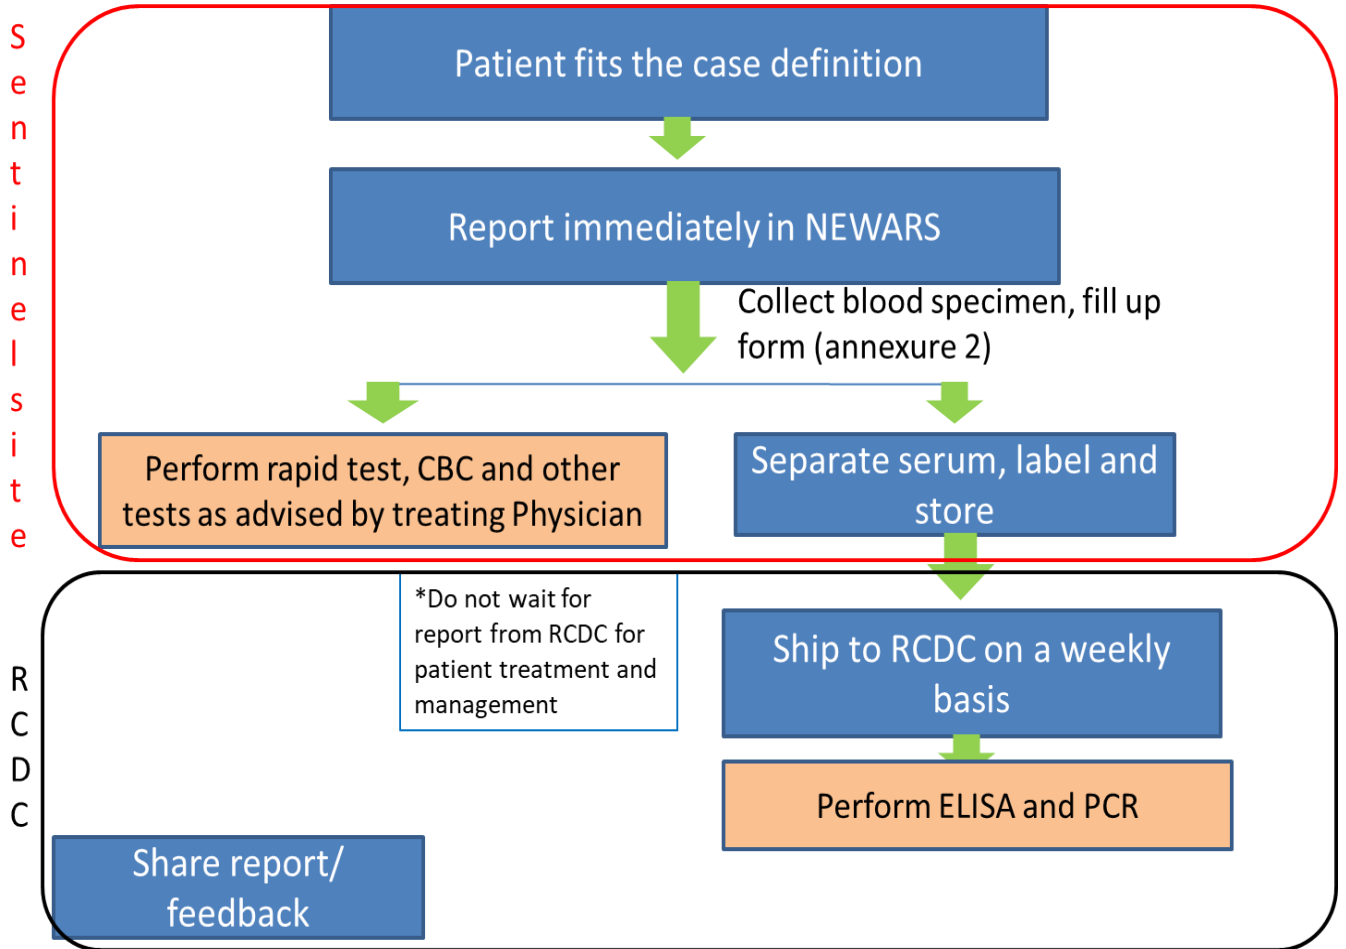 Sentinel site
Patient fits the case definition
Report immediately in NEWARS
Collect blood specimen, fill up
form (annexure 2)
Perform rapid test, CBC and other
tests as advised by treating Physician
Separate serum, label and
store
RCDC
*Do not wait for
report from RCDC for
patient treatment and
management
Ship to RCDC on a weekly
basis
Perform ELISA and PCR
Share report/
feedback